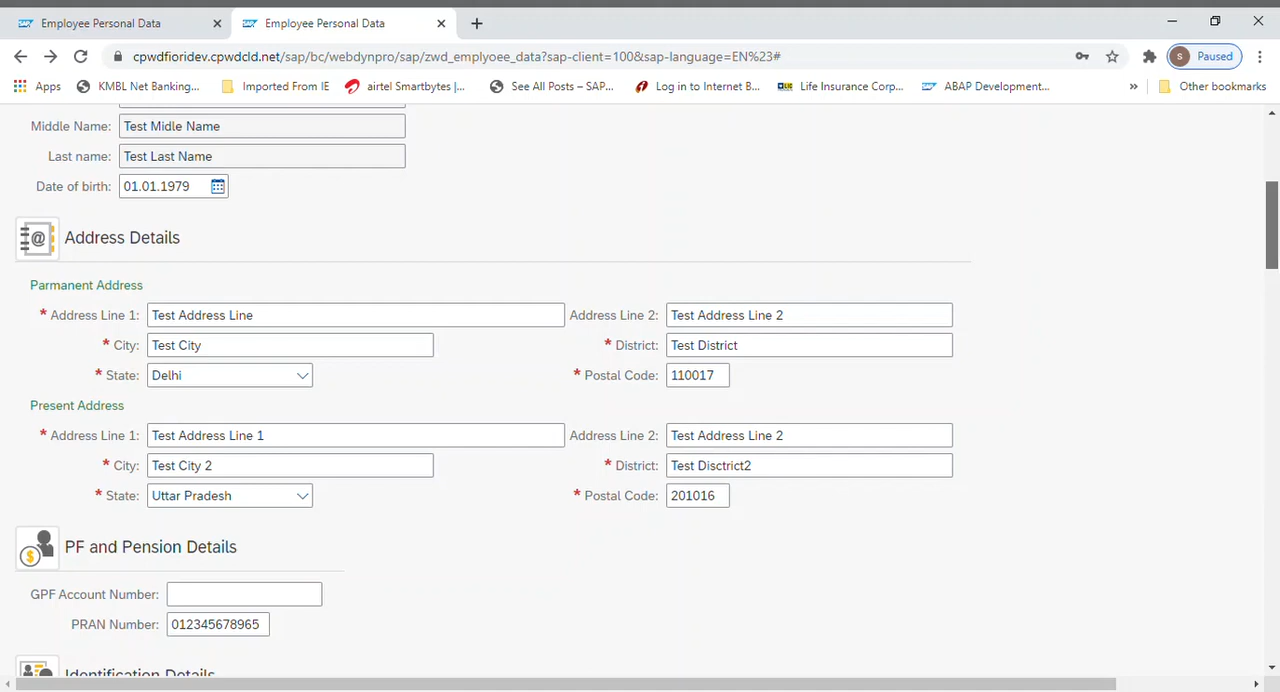 Employee Personal Data
Employee Personal Data
cpwdfioridev.cpwdcld.net/sap/bc/webdynpro/sap/zwd_emplyoee_data?sap-client=100&sap-language=EN%23#
S Paused
Apps KMBL Net Banking... Imported From IE airtel Smartbytes |... See All Posts – SAP... Log in to Internet B... Life Insurance Corp... ABAP Development... » Other bookmarks
Middle Name: Test Midle Name
Last name: Test Last Name
Date of birth: 01.01.1979
Address Details
Parmanent Address
* Address Line 1: Test Address Line Address Line 2: Test Address Line 2
* City: Test City * District: Test District
* State: Delhi * Postal Code: 110017
Present Address
* Address Line 1: Test Address Line 1 Address Line 2: Test Address Line 2
* City: Test City 2 * District: Test Disctrict2
* State: Uttar Pradesh * Postal Code: 201016
PF and Pension Details
GPF Account Number:
PRAN Number: 012345678965
Identification Details